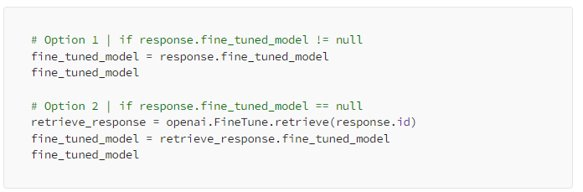 # Option 1 | if response.fine_tuned_model != null
fine_tuned_model = response.fine_tuned_model
fine_tuned_model
# Option 2 | if response.fine_tuned_model == null
retrieve_response = openai.FineTune.retrieve(response.id)
fine_tuned_model = retrieve_response.fine_tuned_model
fine_tuned_model